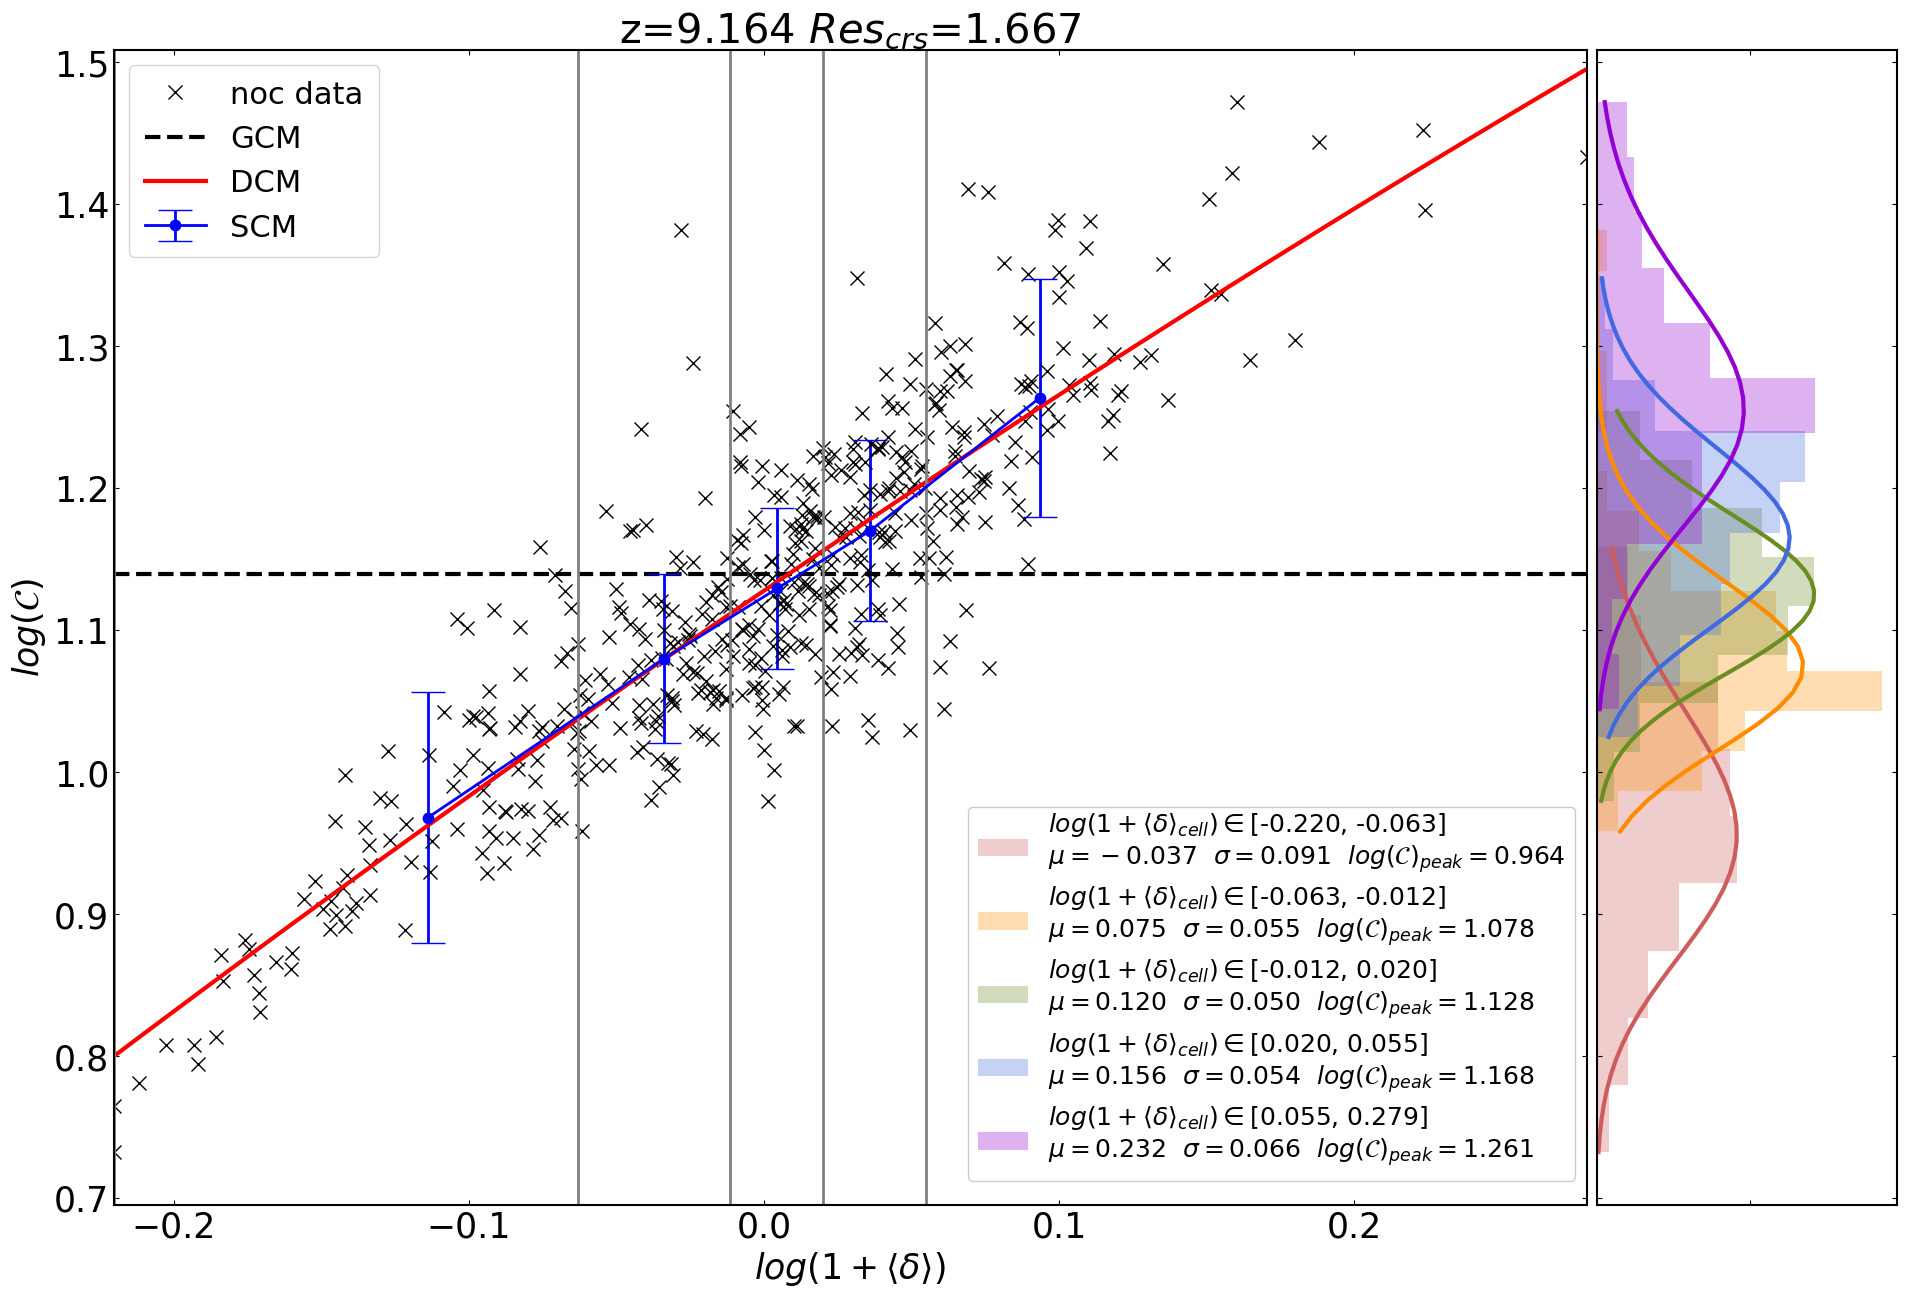 z=9.164 Res_crs=1.667
1.5
1.4
1.3
1.2
1.1
1.0
0.9
0.8
0.7
log(𝒞)
noc data
GCM
DCM
SCM
log(1 + ⟨δ⟩_cell) ∈ [-0.220, -0.063]
μ = −0.037 σ = 0.091 log(𝒞)_peak = 0.964
log(1 + ⟨δ⟩_cell) ∈ [-0.063, -0.012]
μ = 0.075 σ = 0.055 log(𝒞)_peak = 1.078
log(1 + ⟨δ⟩_cell) ∈ [-0.012, 0.020]
μ = 0.120 σ = 0.050 log(𝒞)_peak = 1.128
log(1 + ⟨δ⟩_cell) ∈ [0.020, 0.055]
μ = 0.156 σ = 0.054 log(𝒞)_peak = 1.168
log(1 + ⟨δ⟩_cell) ∈ [0.055, 0.279]
μ = 0.232 σ = 0.066 log(𝒞)_peak = 1.261
−0.2 −0.1 0.0 0.1 0.2
log(1 + ⟨δ⟩)